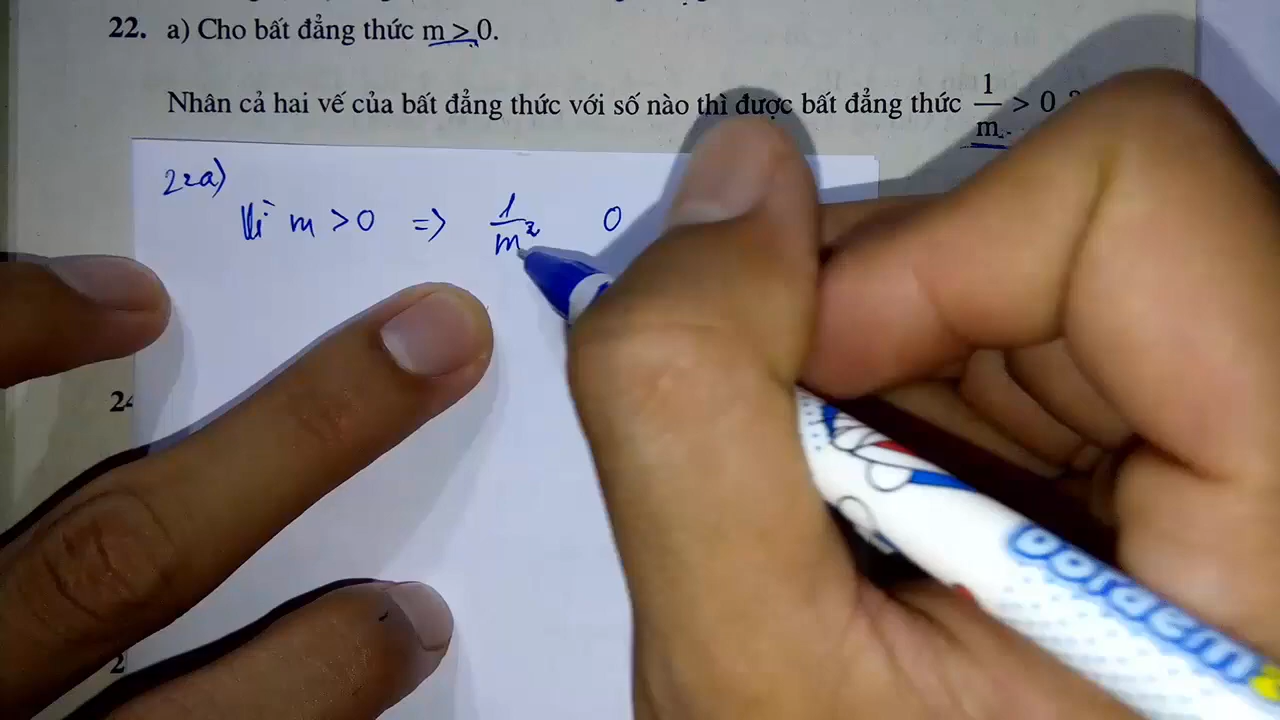 22. a) Cho bất đẳng thức m > 0.
Nhân cả hai vế của bất đẳng thức với số nào thì được bất đẳng thức 1/m > 0 ?
22a)
Vì m > 0 => 1/m² 0
24
2
Doraemon